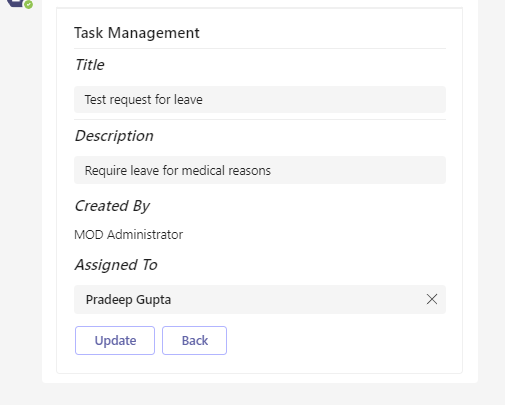 Task Management
Title
Test request for leave
Description
Require leave for medical reasons
Created By
MOD Administrator
Assigned To
Pradeep Gupta
Update Back